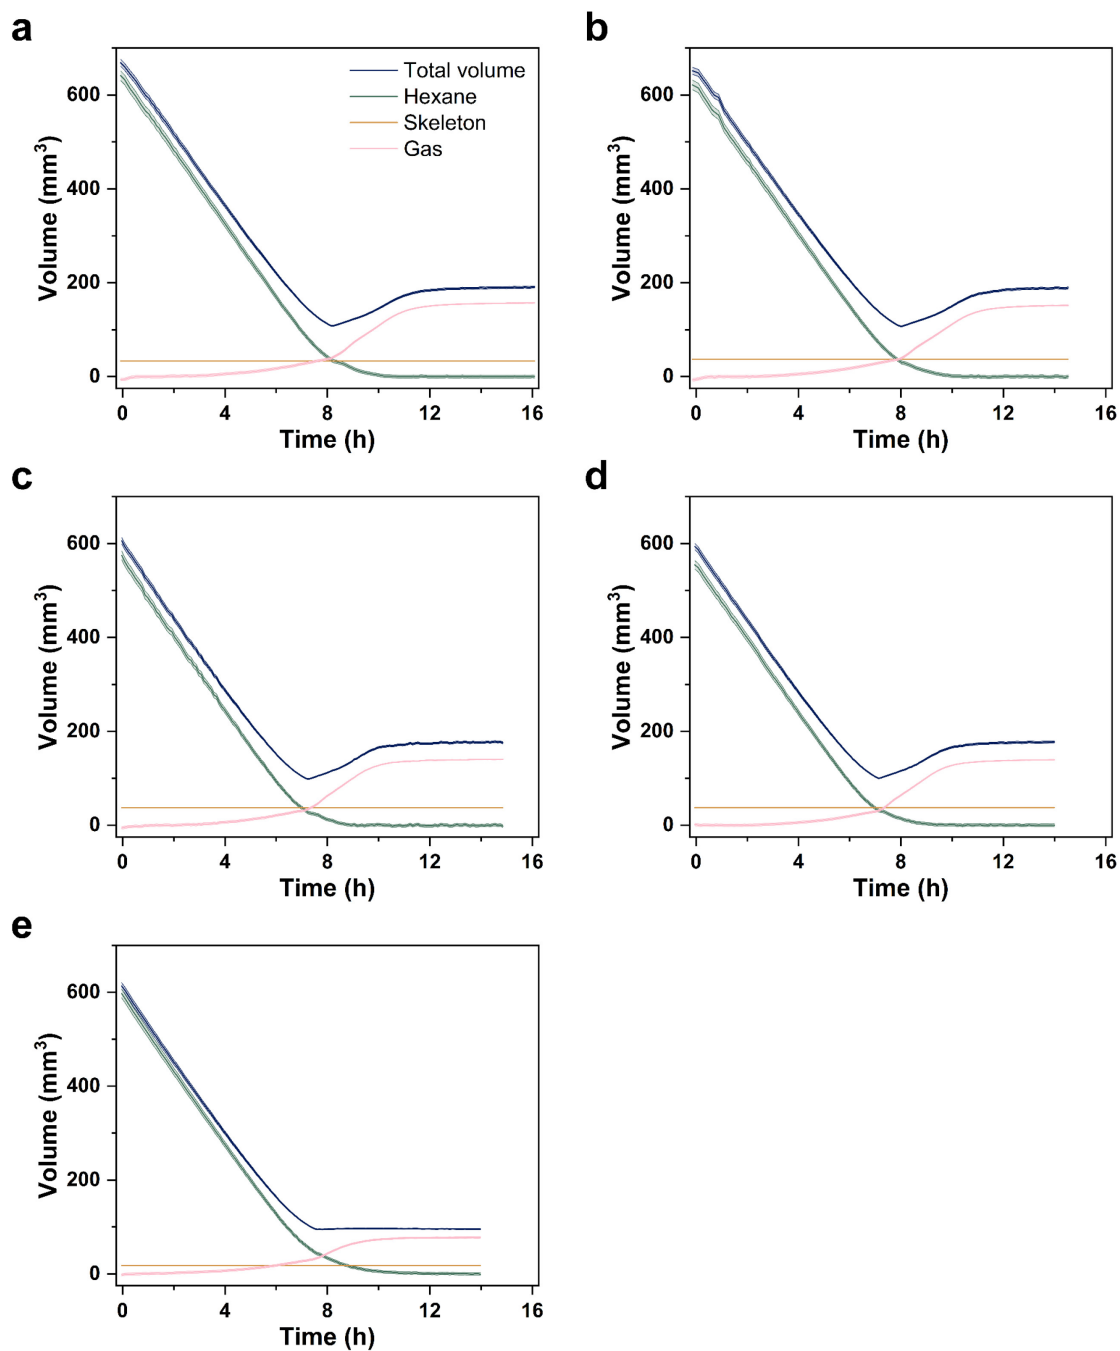 a
Total volume
Hexane
Skeleton
Gas
Volume (mm³)
600
400
200
0
0 4 8 12 16
Time (h)
b
Volume (mm³)
600
400
200
0
0 4 8 12 16
Time (h)
c
Volume (mm³)
600
400
200
0
0 4 8 12 16
Time (h)
d
Volume (mm³)
600
400
200
0
0 4 8 12 16
Time (h)
e
Volume (mm³)
600
400
200
0
0 4 8 12 16
Time (h)